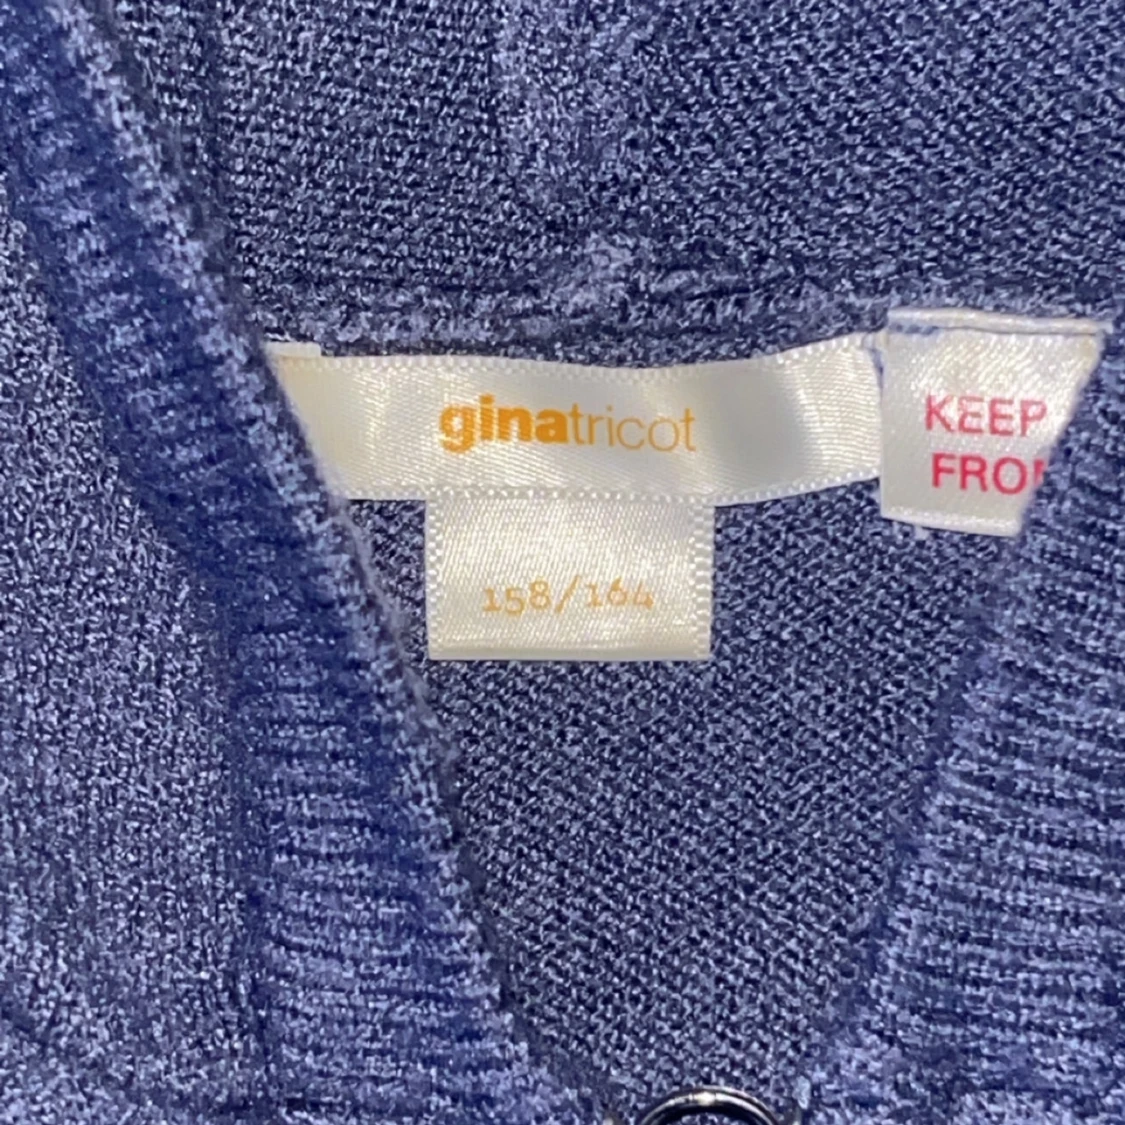 ginatricot
KEEP
FRO
158/164